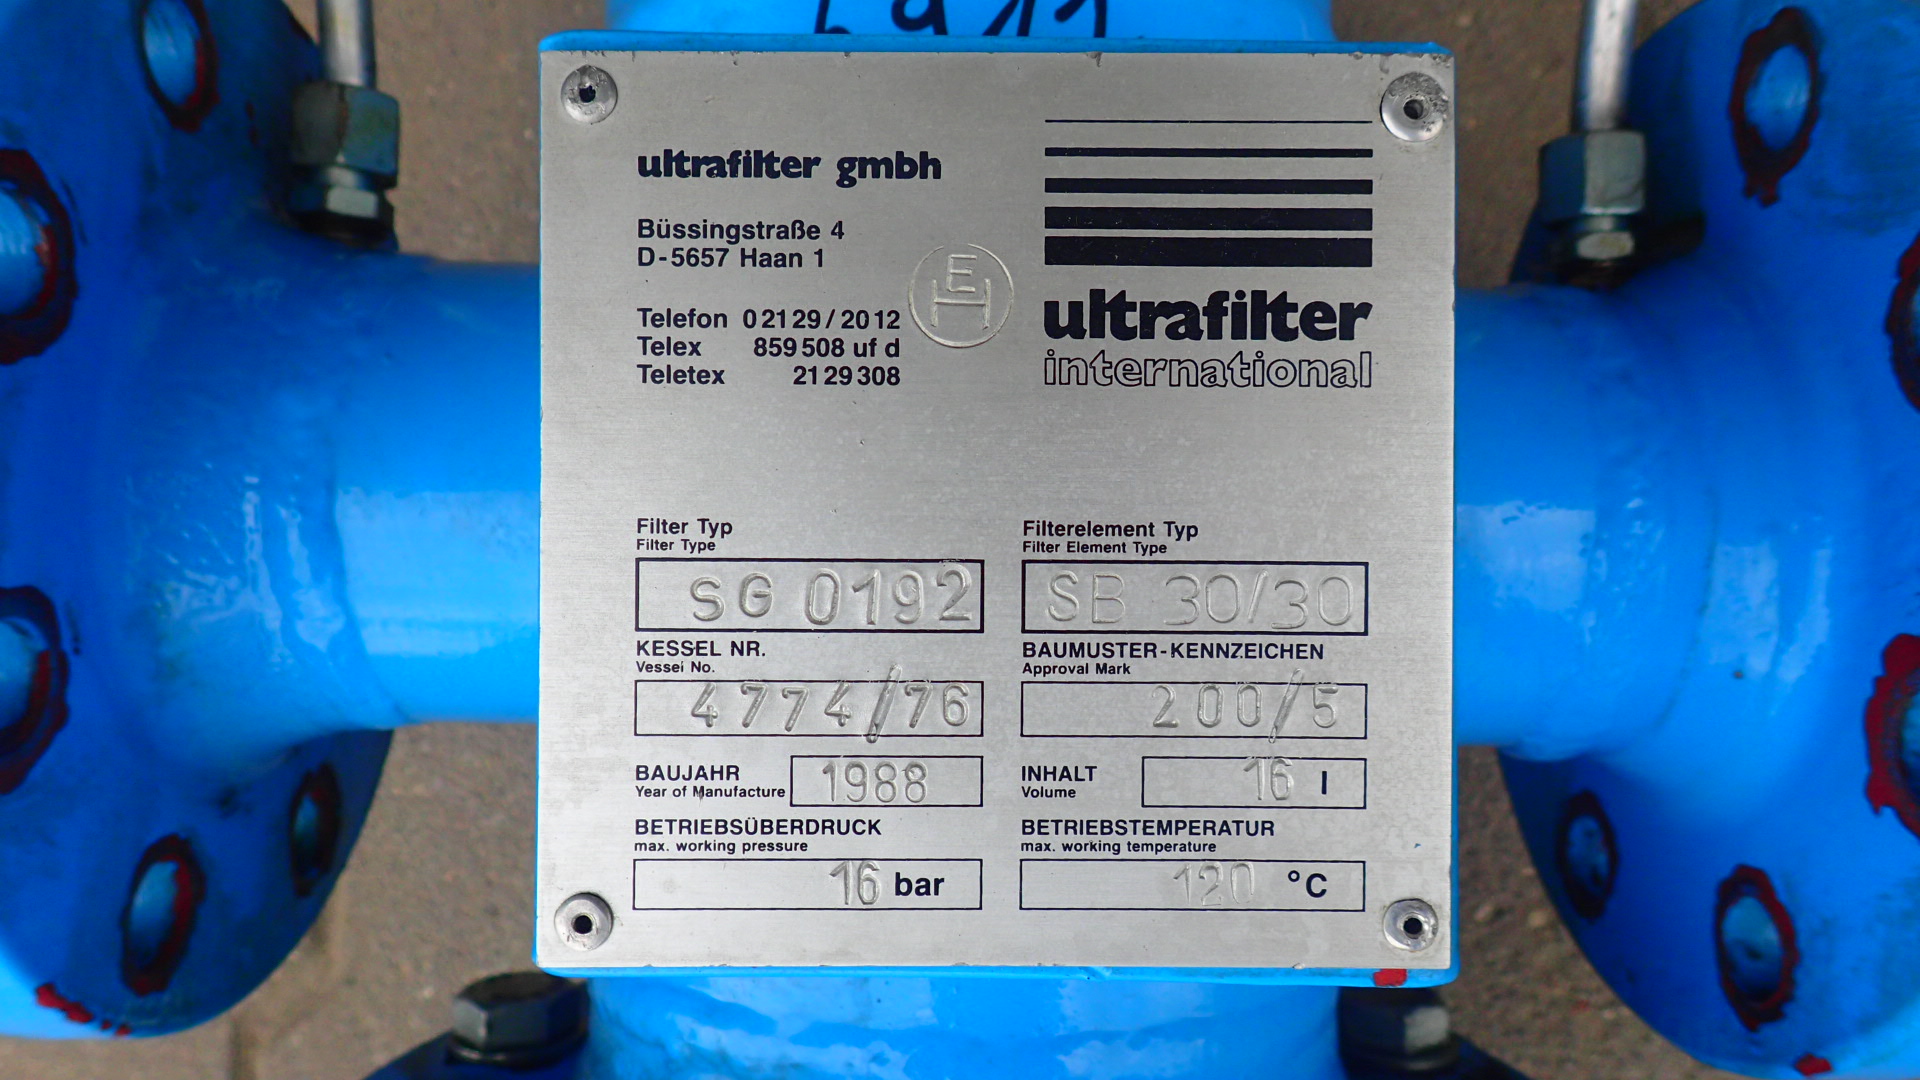 ultrafilter gmbh
Büssingstraße 4
D-5657 Haan 1
Telefon 02129/2012
Telex 859508 uf d
Teletex 2129308
EH
ultrafilter
international
Filter Typ
Filter Type
SG 0192
Filterelement Typ
Filter Element Type
SB 30/30
KESSEL NR.
Vessel No.
4774/76
BAUMUSTER-KENNZEICHEN
Approval Mark
200/5
BAUJAHR
Year of Manufacture
1988
INHALT
Volume
16 l
BETRIEBSÜBERDRUCK
max. working pressure
16 bar
BETRIEBSTEMPERATUR
max. working temperature
120 °C